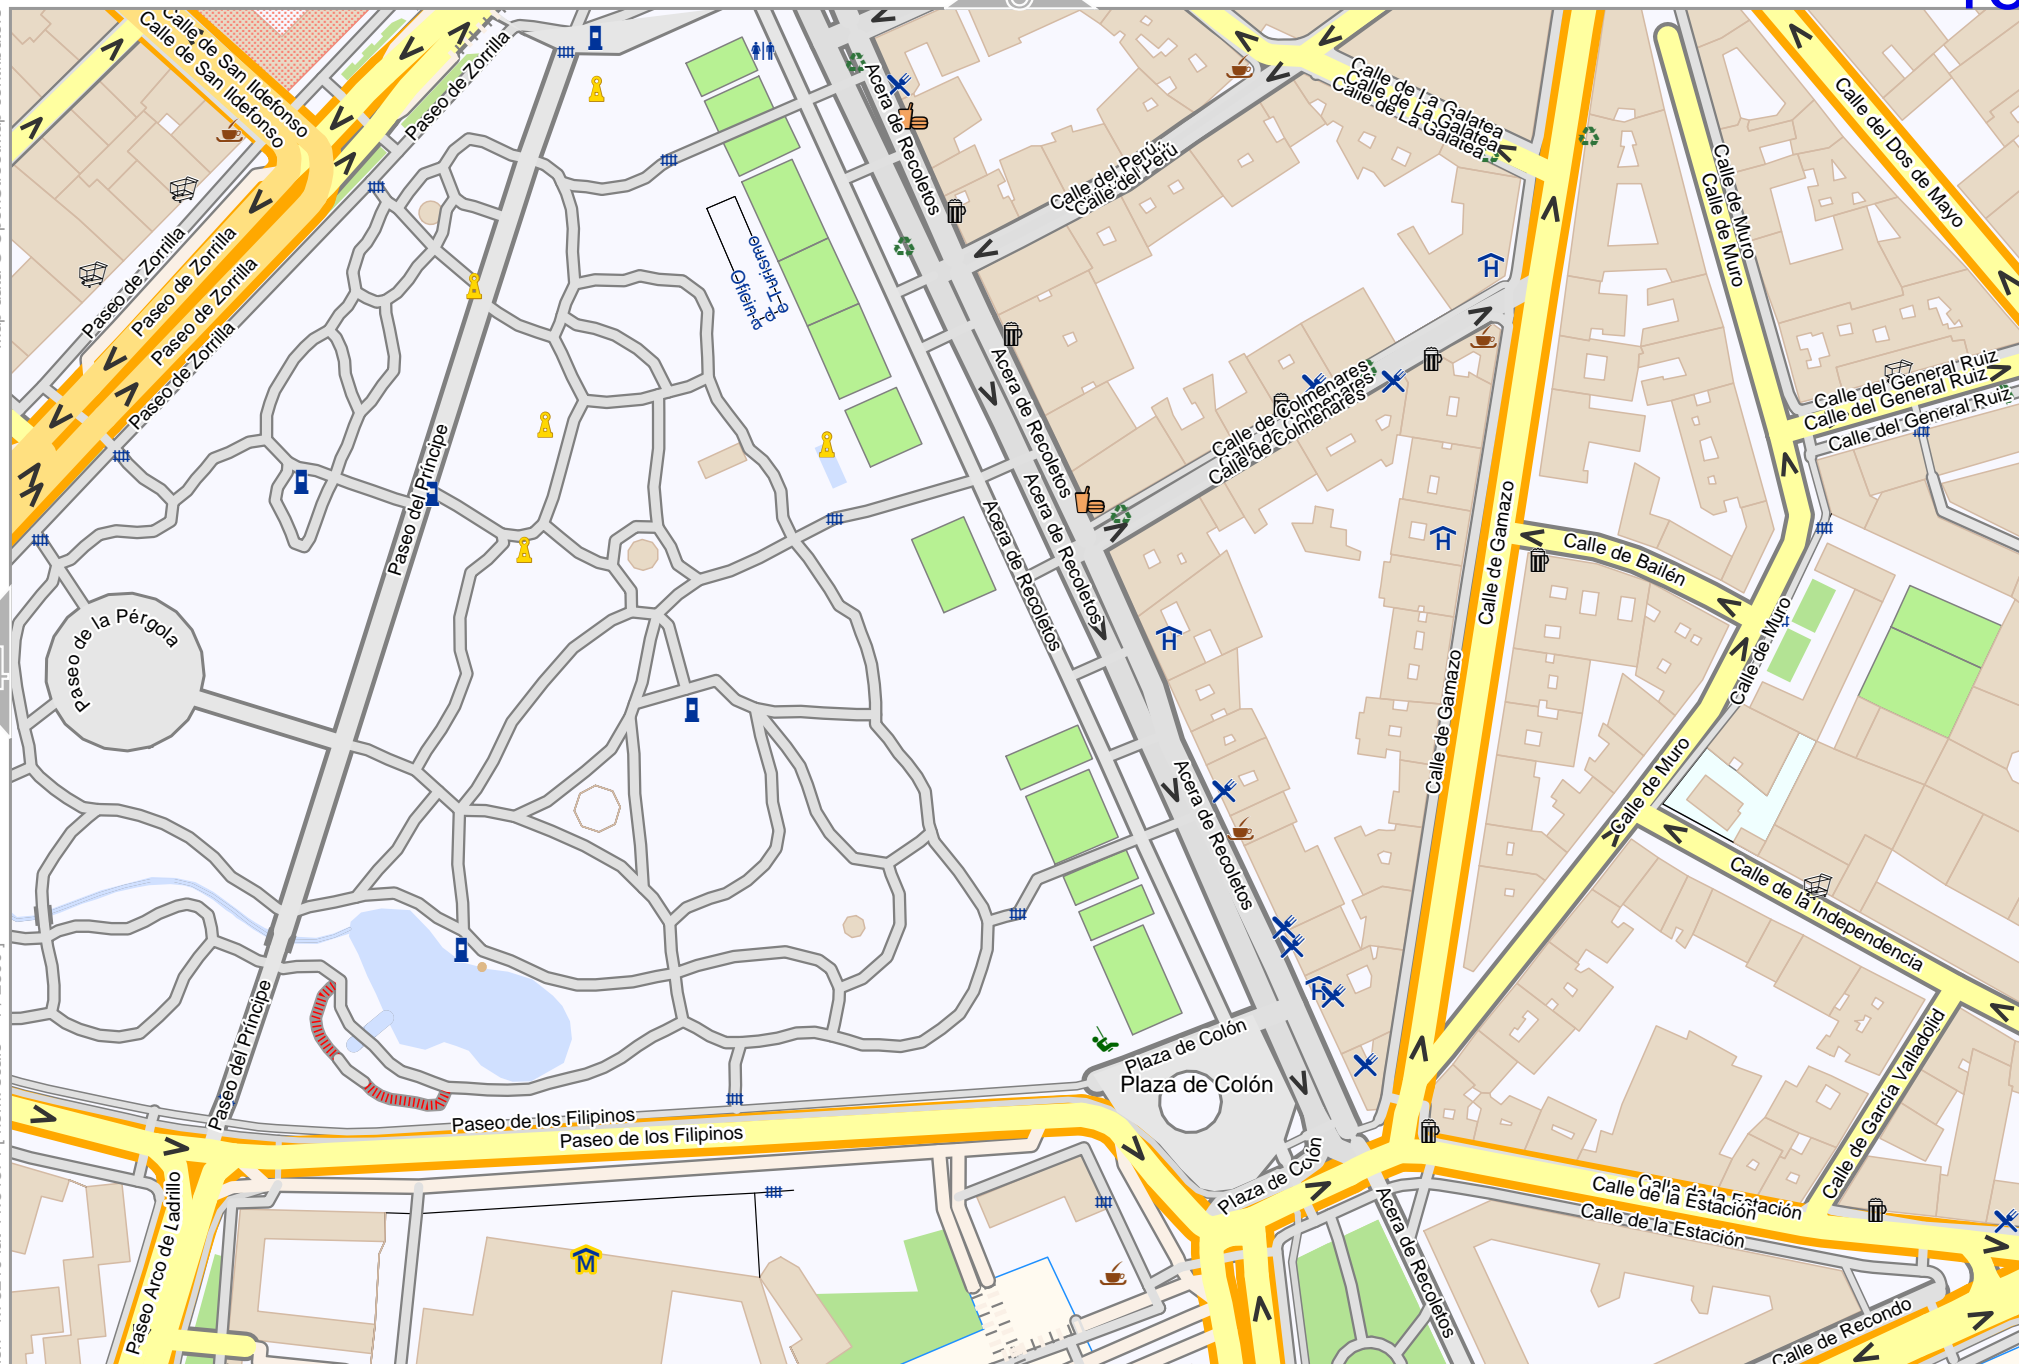 Calle de San Ildefonso
Calle de San Ildefonso
Paseo de Zorrilla
Acera de Recoletos
Calle de La Galatea
Calle de La Galatea
Calle de La Galatea
Calle del Dos de Mayo
Calle del Perú
Calle del Perú
Calle de Muro
Calle de Muro
Paseo de Zorrilla
Paseo de Zorrilla
Paseo de Zorrilla
Paseo de Zorrilla
Oficina
de Turismo
Acera de Recoletos
Calle de Colmenares
Calle de Colmenares
Calle de Colmenares
Calle del General Ruiz
Calle del General Ruiz
Calle del General Ruiz
Paseo del Príncipe
Acera de Recoletos
Acera de Recoletos
Calle de Gamazo
Calle de Bailén
Paseo de la Pérgola
Calle de Gamazo
Calle de Muro
Calle de Muro
Acera de Recoletos
Calle de la Independencia
Paseo del Príncipe
Plaza de Colón
Plaza de Colón
Calle de García Valladolid
Paseo de los Filipinos
Paseo de los Filipinos
Plaza de Colón
Paseo Arco de Ladrillo
Acera de Recoletos
Calle de la Estación
Calle de la Estación
Calle de la Estación
Calle de Recondo
H
H
H
H
M